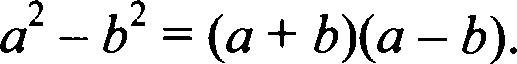 a² − b² = (a + b)(a − b).